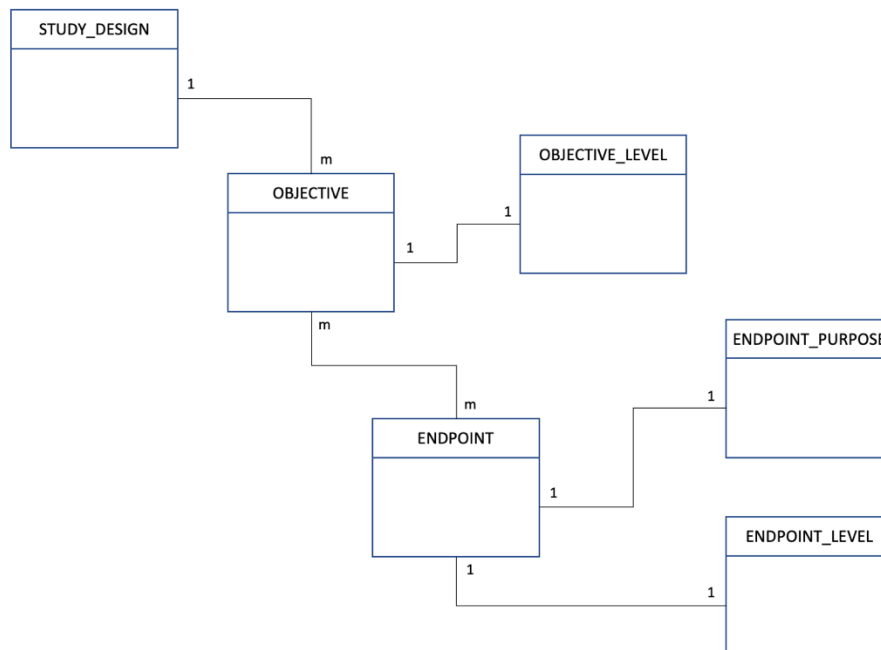 STUDY_DESIGN
1
m
OBJECTIVE
OBJECTIVE_LEVEL
1
1
m
m
ENDPOINT
ENDPOINT_PURPOSE
1
1
ENDPOINT_LEVEL
1
1